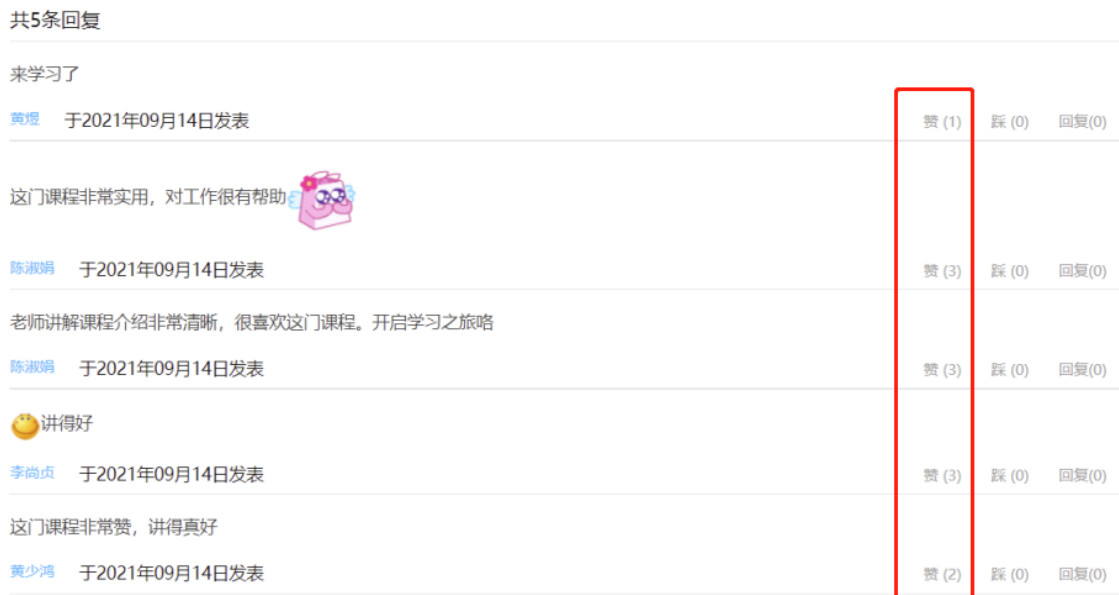 共5条回复
来学习了
黄煜 于2021年09月14日发表 赞 (1) 踩 (0) 回复(0)
这门课程非常实用，对工作很有帮助
陈淑娟 于2021年09月14日发表 赞 (3) 踩 (0) 回复(0)
老师讲解课程介绍非常清晰，很喜欢这门课程。开启学习之旅咯
陈淑娟 于2021年09月14日发表 赞 (3) 踩 (0) 回复(0)
讲得好
李尚贞 于2021年09月14日发表 赞 (3) 踩 (0) 回复(0)
这门课程非常赞，讲得真好
黄少鸿 于2021年09月14日发表 赞 (2) 踩 (0) 回复(0)